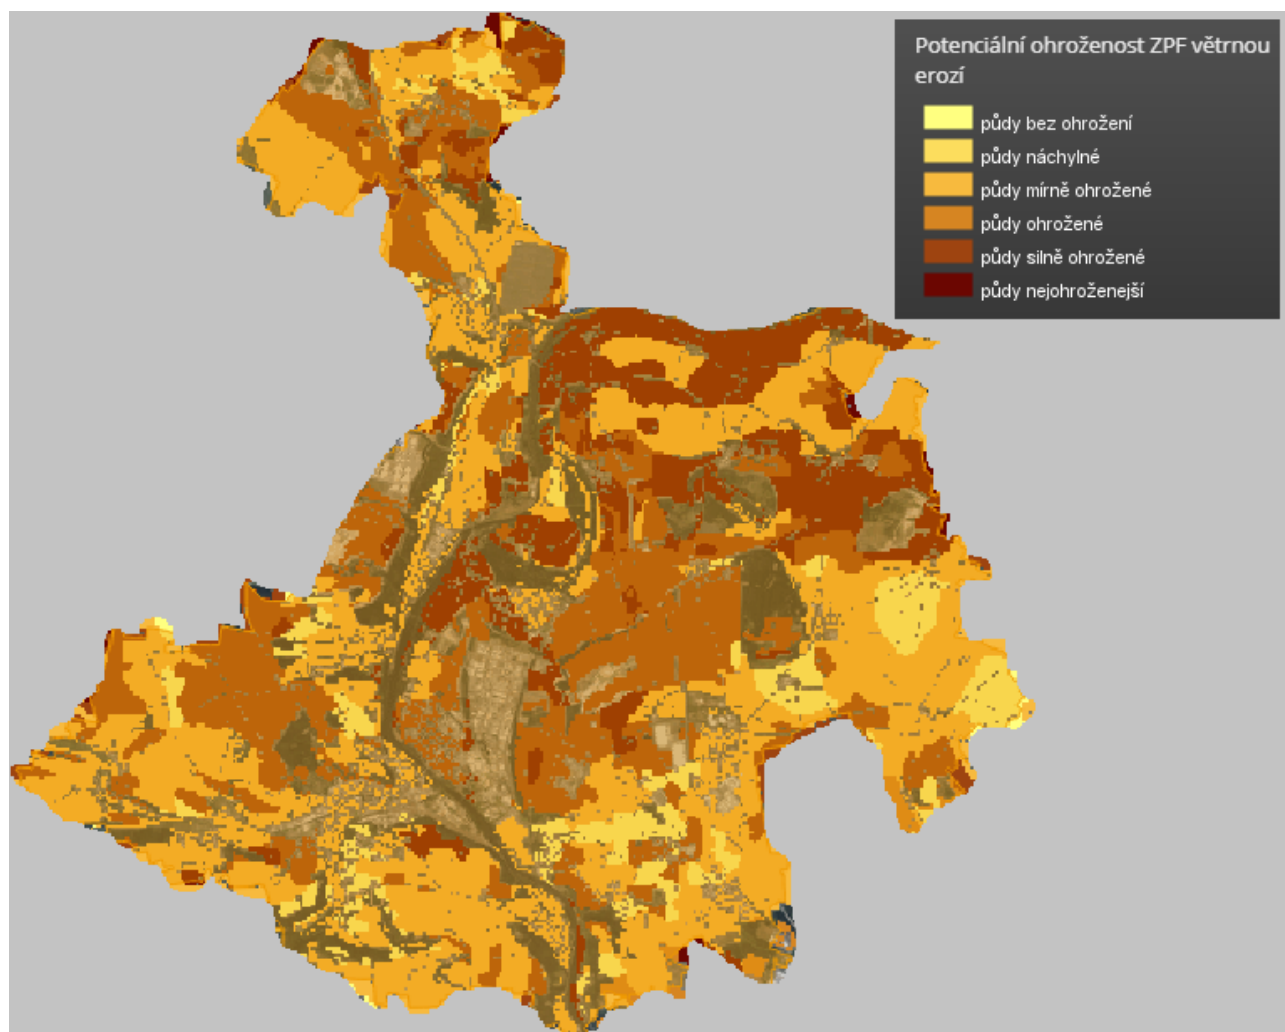 Potenciální ohroženost ZPF větrnou
erozí
půdy bez ohrožení
půdy náchylné
půdy mírně ohrožené
půdy ohrožené
půdy silně ohrožené
půdy nejohroženejší